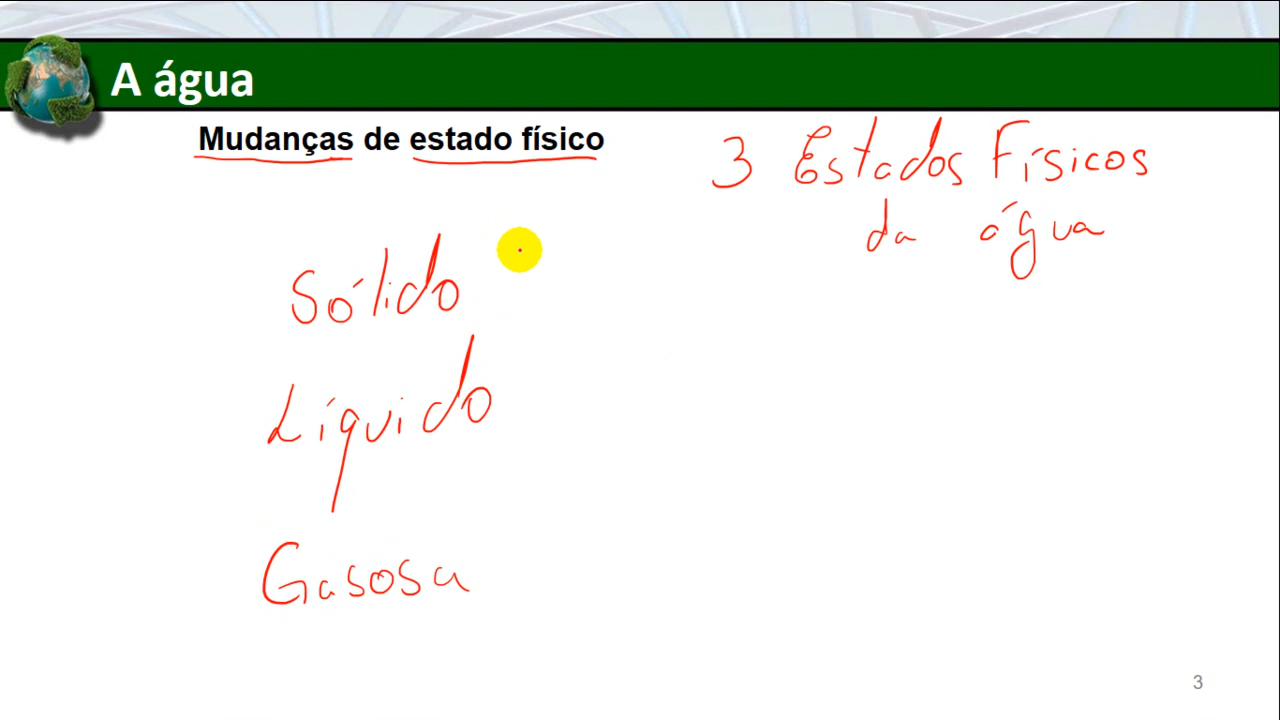 A água
Mudanças de estado físico
3 Estados Físicos
da água
Sólido
Líquido
Gasosa
3